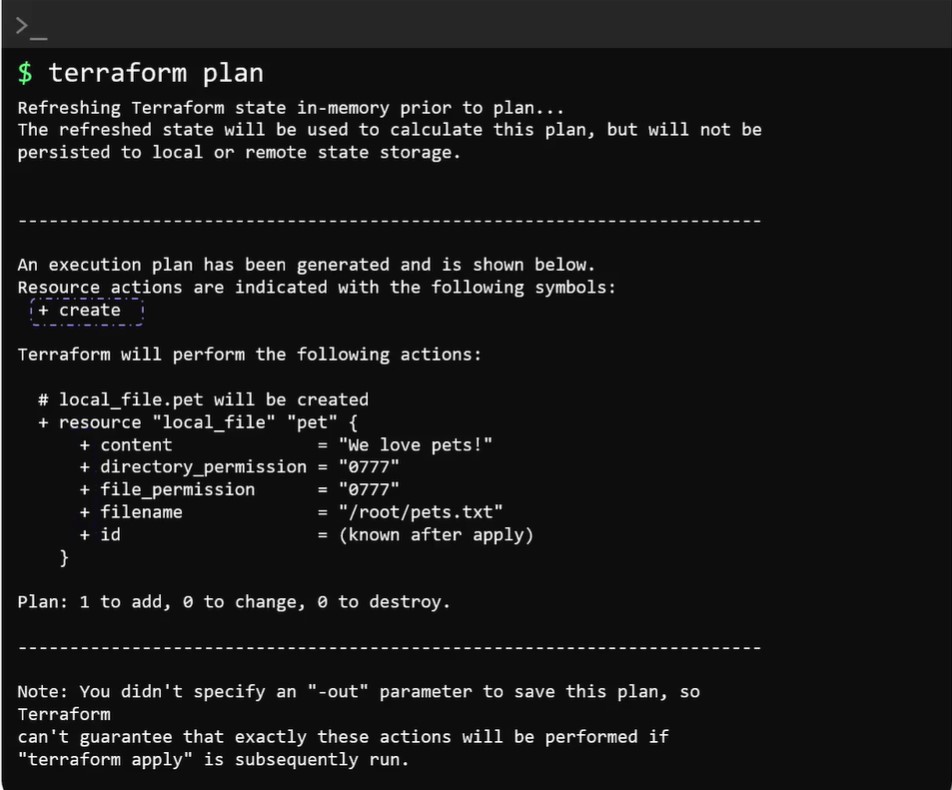 >_
$ terraform plan
Refreshing Terraform state in-memory prior to plan...
The refreshed state will be used to calculate this plan, but will not be
persisted to local or remote state storage.
------------------------------------------------------------------------
An execution plan has been generated and is shown below.
Resource actions are indicated with the following symbols:
+ create
Terraform will perform the following actions:
# local_file.pet will be created
+ resource "local_file" "pet" {
+ content = "We love pets!"
+ directory_permission = "0777"
+ file_permission = "0777"
+ filename = "/root/pets.txt"
+ id = (known after apply)
}
Plan: 1 to add, 0 to change, 0 to destroy.
------------------------------------------------------------------------
Note: You didn't specify an "-out" parameter to save this plan, so
Terraform
can't guarantee that exactly these actions will be performed if
"terraform apply" is subsequently run.